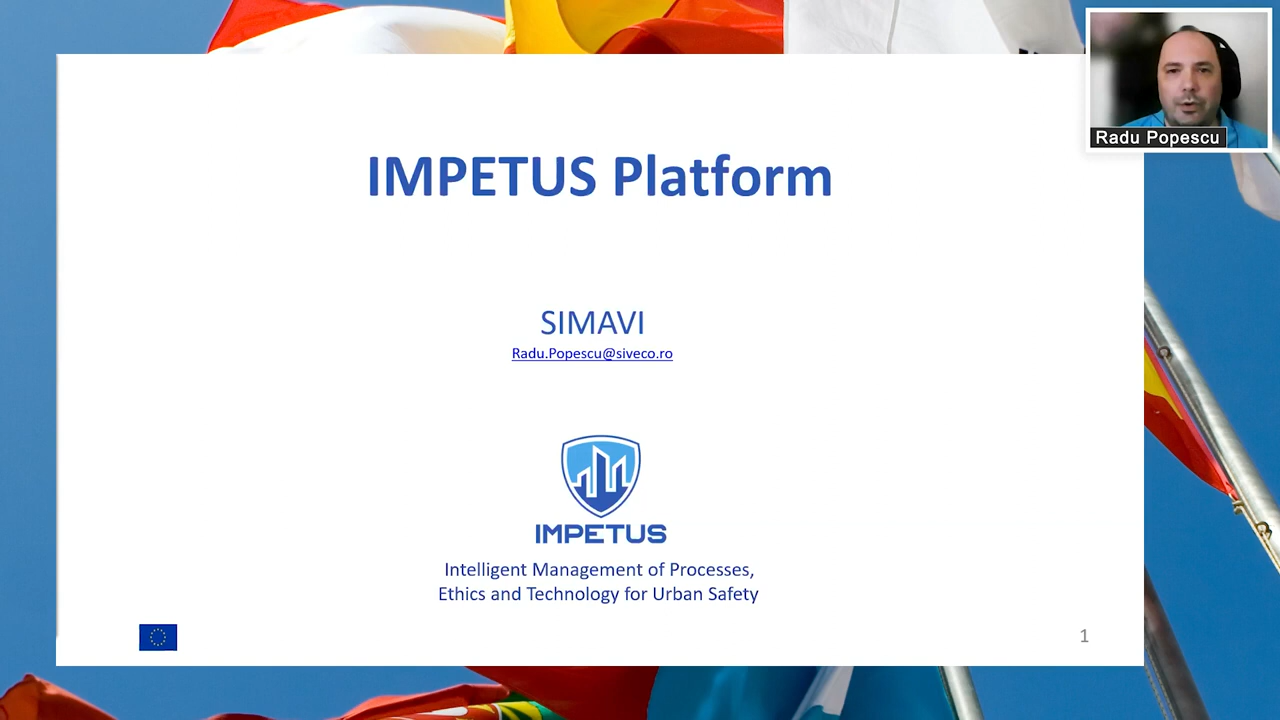 IMPETUS Platform
Radu Popescu
SIMAVI
Radu.Popescu@siveco.ro
IMPETUS
Intelligent Management of Processes,
Ethics and Technology for Urban Safety
1